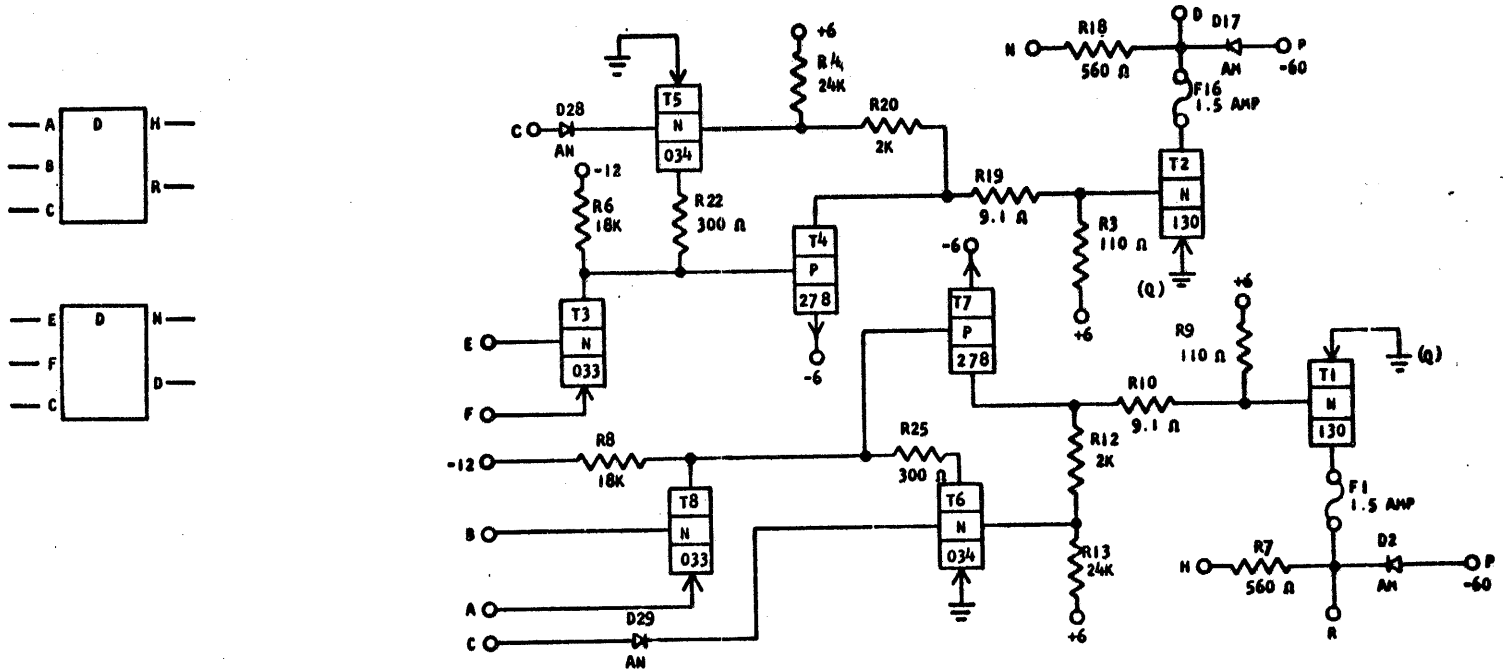 A
B
C
D
H
R
E
F
C
D
N
D
+6
R14
24K
T5
N
034
C
D28
AN
-12
R6
18K
R22
300 Ω
R20
2K
T4
P
278
-6
T3
N
033
E
F
N
R18
560 Ω
D
D17
AM
P
-60
F16
1.5 AMP
T2
N
130
(Q)
R19
9.1 Ω
R3
110 Ω
+6
-6
T7
P
278
+6
R9
110 Ω
(Q)
T1
N
130
R10
9.1 Ω
R12
2K
F1
1.5 AMP
-12
R8
18K
R25
300 Ω
T8
N
033
B
A
C
D29
AN
T6
N
034
R13
24K
+6
H
R7
560 Ω
D2
AM
P
-60
R